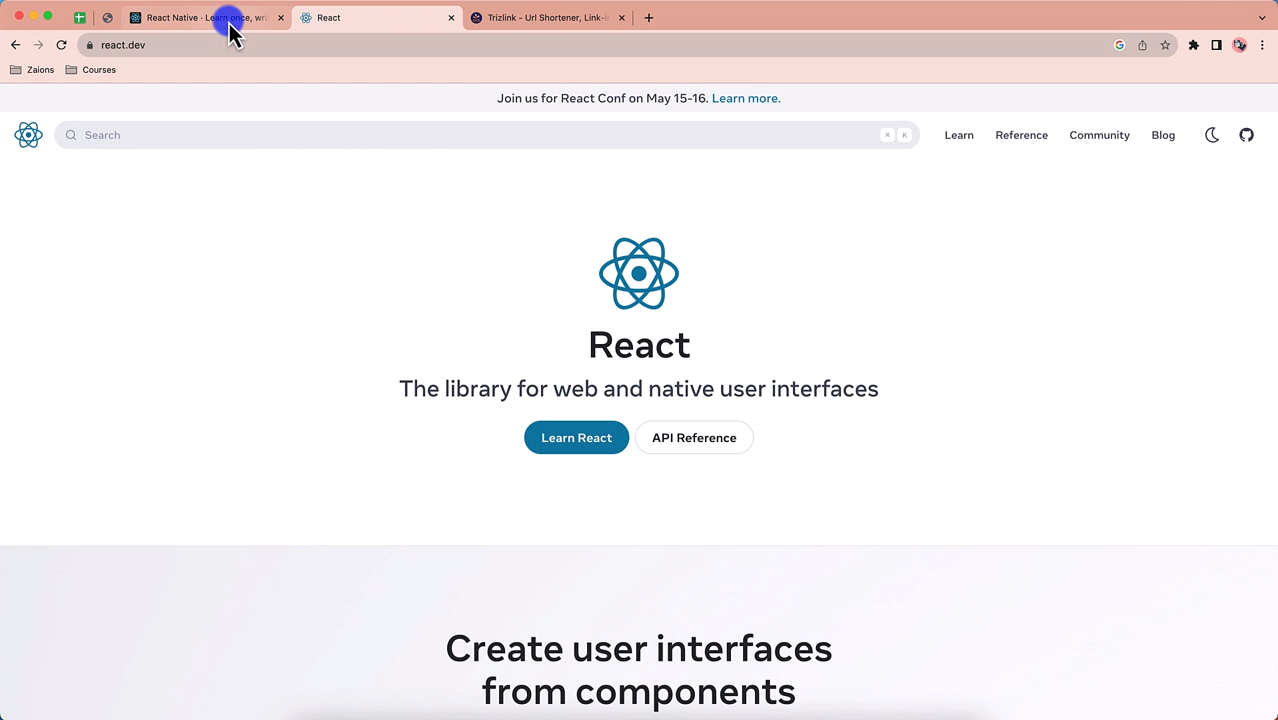 React Native · Learn once, wri
React
Trizlink - Url Shortener, Link-i
react.dev
Zaions
Courses
Join us for React Conf on May 15-16. Learn more.
Search
⌘ K
Learn
Reference
Community
Blog
React
The library for web and native user interfaces
Learn React
API Reference
Create user interfaces
from components